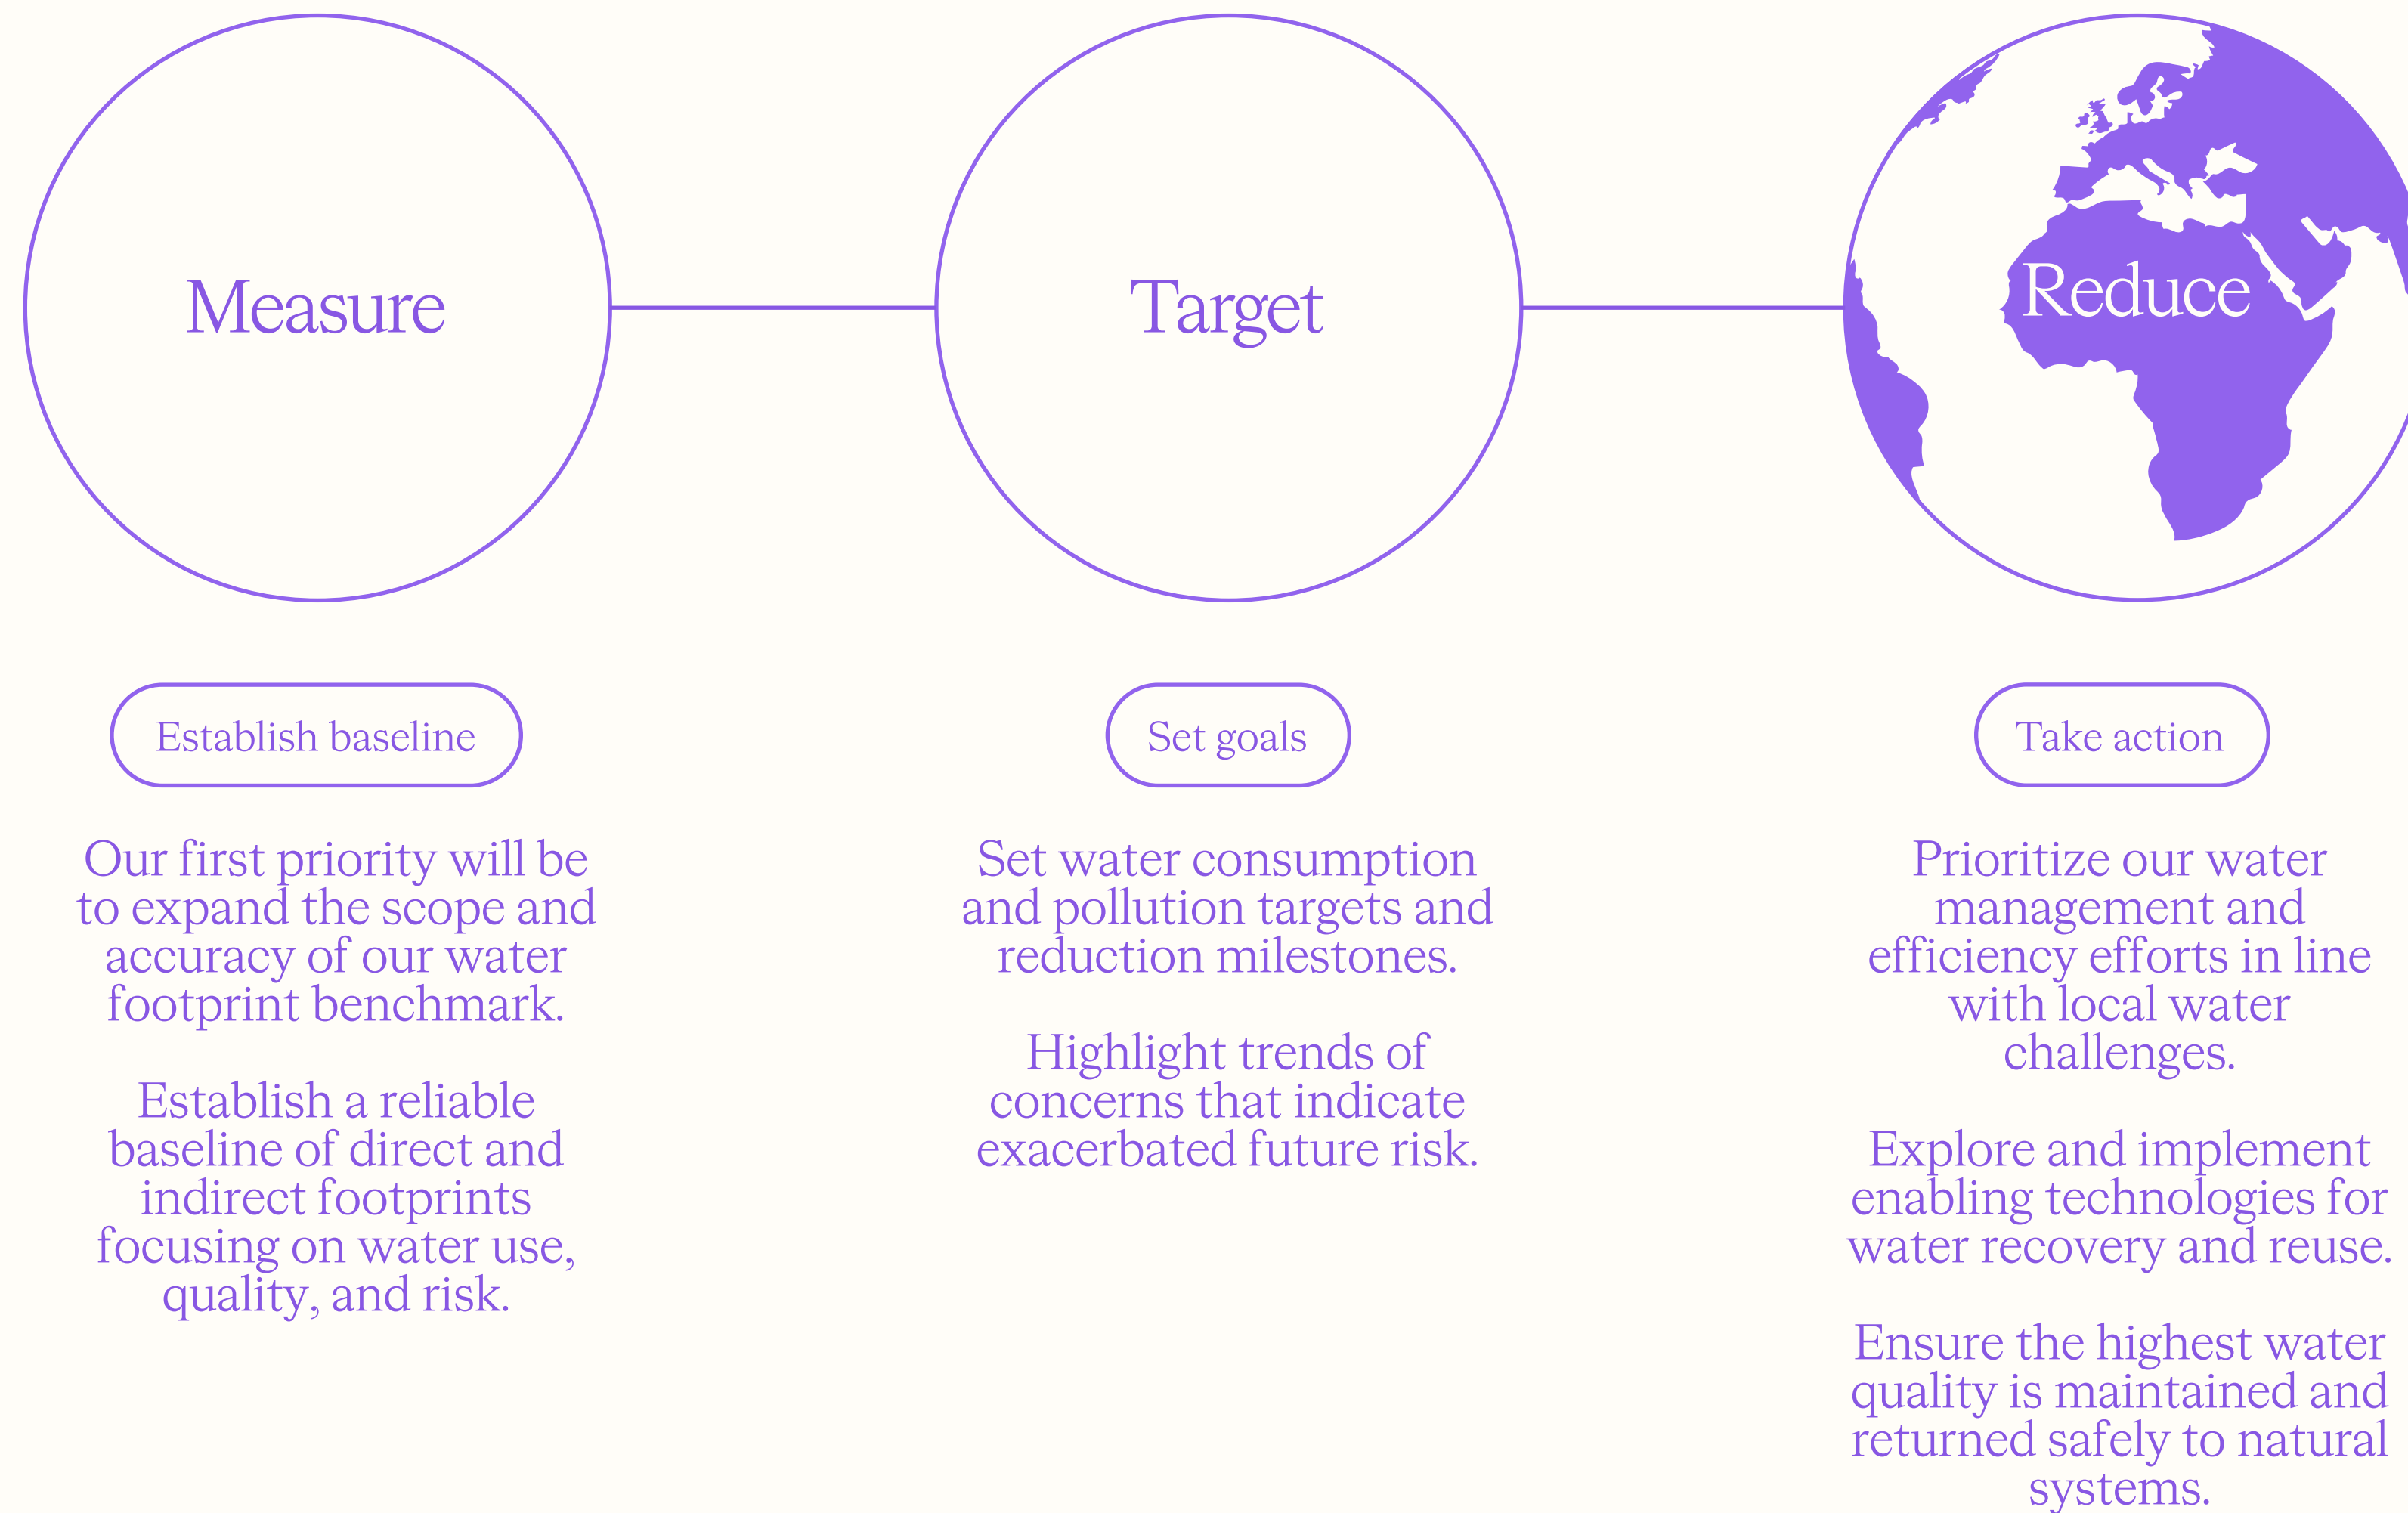 Measure
Target
Reduce
Establish baseline
Set goals
Take action
Our first priority will be
to expand the scope and
accuracy of our water
footprint benchmark.
Establish a reliable
baseline of direct and
indirect footprints
focusing on water use,
quality, and risk.
Set water consumption
and pollution targets and
reduction milestones.
Highlight trends of
concerns that indicate
exacerbated future risk.
Prioritize our water
management and
efficiency efforts in line
with local water
challenges.
Explore and implement
enabling technologies for
water recovery and reuse.
Ensure the highest water
quality is maintained and
returned safely to natural
systems.